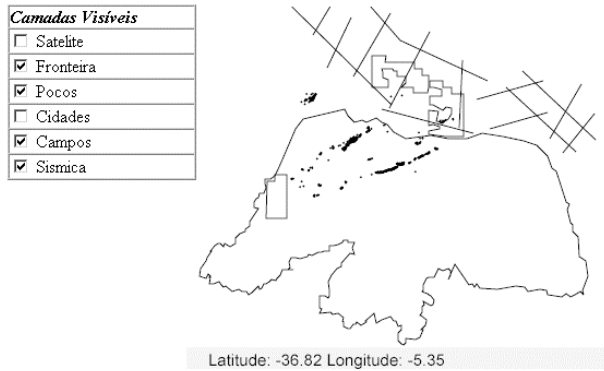 Camadas Visíveis
Satelite
Fronteira
Pocos
Cidades
Campos
Sismica
Latitude: -36.82 Longitude: -5.35